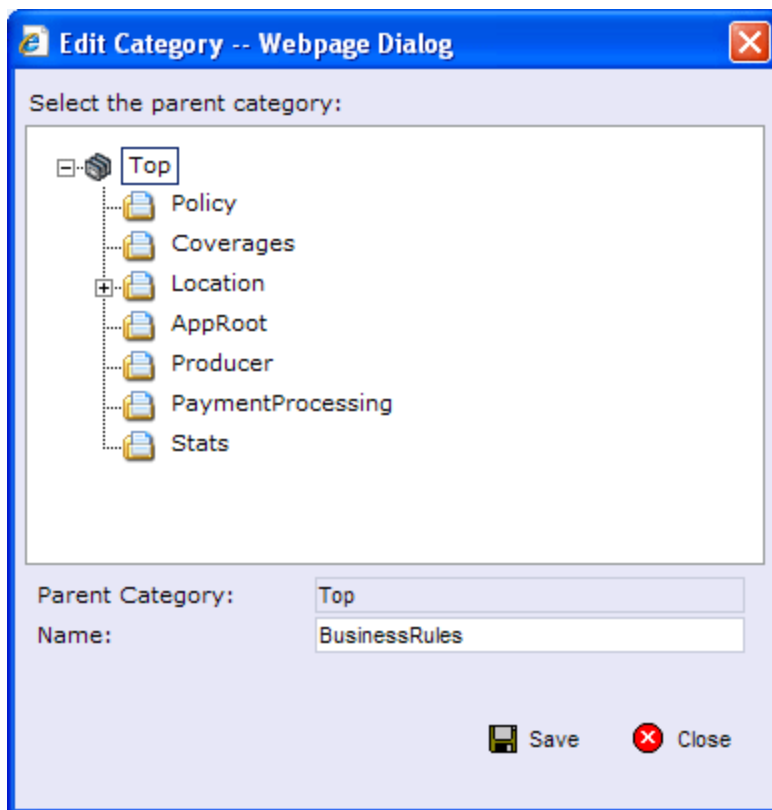 Edit Category -- Webpage Dialog
Select the parent category:
Top
Policy
Coverages
Location
AppRoot
Producer
PaymentProcessing
Stats
Parent Category: Top
Name: BusinessRules
Save Close